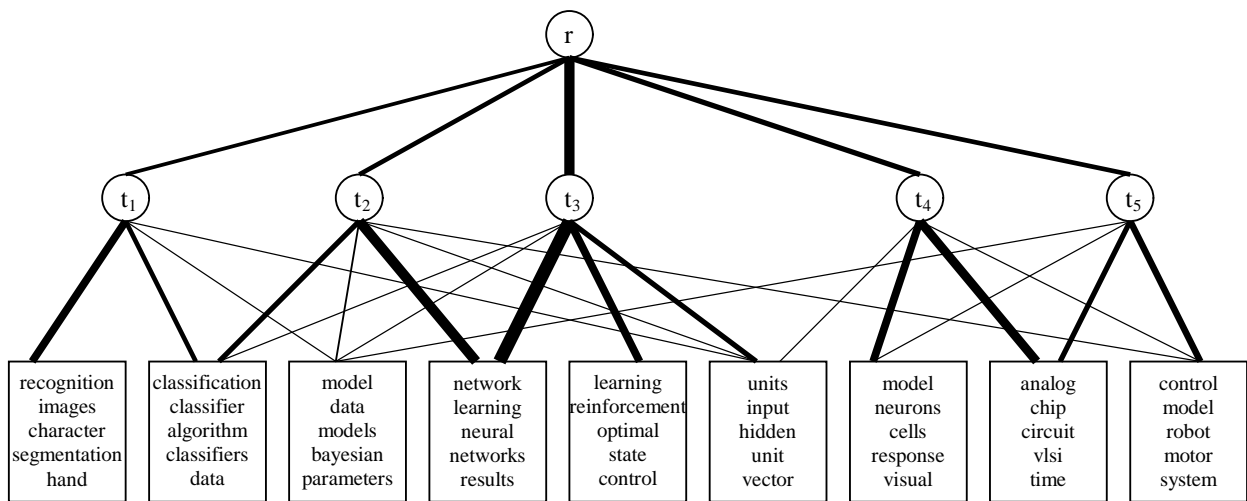 r
t1
t2
t3
t4
t5
recognition
images
character
segmentation
hand
classification
classifier
algorithm
classifiers
data
model
data
models
bayesian
parameters
network
learning
neural
networks
results
learning
reinforcement
optimal
state
control
units
input
hidden
unit
vector
model
neurons
cells
response
visual
analog
chip
circuit
vlsi
time
control
model
robot
motor
system